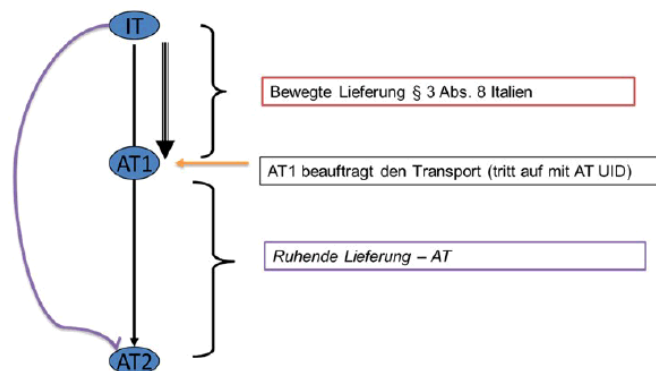 IT
Bewegte Lieferung § 3 Abs. 8 Italien
AT1
AT1 beauftragt den Transport (tritt auf mit AT UID)
Ruhende Lieferung – AT
AT2